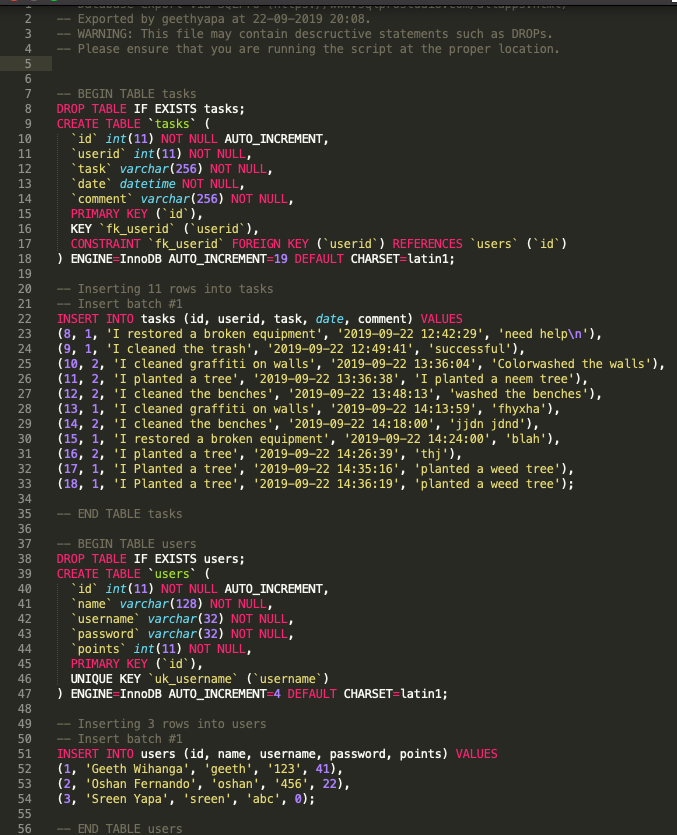 2 -- Exported by geethyapa at 22-09-2019 20:08.
3 -- WARNING: This file may contain descructive statements such as DROPs.
4 -- Please ensure that you are running the script at the proper location.
5
6
7 -- BEGIN TABLE tasks
8 DROP TABLE IF EXISTS tasks;
9 CREATE TABLE `tasks` (
10 `id` int(11) NOT NULL AUTO_INCREMENT,
11 `userid` int(11) NOT NULL,
12 `task` varchar(256) NOT NULL,
13 `date` datetime NOT NULL,
14 `comment` varchar(256) NOT NULL,
15 PRIMARY KEY (`id`),
16 KEY `fk_userid` (`userid`),
17 CONSTRAINT `fk_userid` FOREIGN KEY (`userid`) REFERENCES `users` (`id`)
18 ) ENGINE=InnoDB AUTO_INCREMENT=19 DEFAULT CHARSET=latin1;
19
20 -- Inserting 11 rows into tasks
21 -- Insert batch #1
22 INSERT INTO tasks (id, userid, task, date, comment) VALUES
23 (8, 1, 'I restored a broken equipment', '2019-09-22 12:42:29', 'need help\n'),
24 (9, 1, 'I cleaned the trash', '2019-09-22 12:49:41', 'successful'),
25 (10, 2, 'I cleaned graffiti on walls', '2019-09-22 13:36:04', 'Colorwashed the walls'),
26 (11, 2, 'I planted a tree', '2019-09-22 13:36:38', 'I planted a neem tree'),
27 (12, 2, 'I cleaned the benches', '2019-09-22 13:48:13', 'washed the benches'),
28 (13, 1, 'I cleaned graffiti on walls', '2019-09-22 14:13:59', 'fhyxha'),
29 (14, 2, 'I cleaned the benches', '2019-09-22 14:18:00', 'jjdn jdnd'),
30 (15, 1, 'I restored a broken equipment', '2019-09-22 14:24:00', 'blah'),
31 (16, 2, 'I planted a tree', '2019-09-22 14:26:39', 'thj'),
32 (17, 1, 'I Planted a tree', '2019-09-22 14:35:16', 'planted a weed tree'),
33 (18, 1, 'I Planted a tree', '2019-09-22 14:36:19', 'planted a weed tree');
34
35 -- END TABLE tasks
36
37 -- BEGIN TABLE users
38 DROP TABLE IF EXISTS users;
39 CREATE TABLE `users` (
40 `id` int(11) NOT NULL AUTO_INCREMENT,
41 `name` varchar(128) NOT NULL,
42 `username` varchar(32) NOT NULL,
43 `password` varchar(32) NOT NULL,
44 `points` int(11) NOT NULL,
45 PRIMARY KEY (`id`),
46 UNIQUE KEY `uk_username` (`username`)
47 ) ENGINE=InnoDB AUTO_INCREMENT=4 DEFAULT CHARSET=latin1;
48
49 -- Inserting 3 rows into users
50 -- Insert batch #1
51 INSERT INTO users (id, name, username, password, points) VALUES
52 (1, 'Geeth Wihanga', 'geeth', '123', 41),
53 (2, 'Oshan Fernando', 'oshan', '456', 22),
54 (3, 'Sreen Yapa', 'sreen', 'abc', 0);
55
56 -- END TABLE users